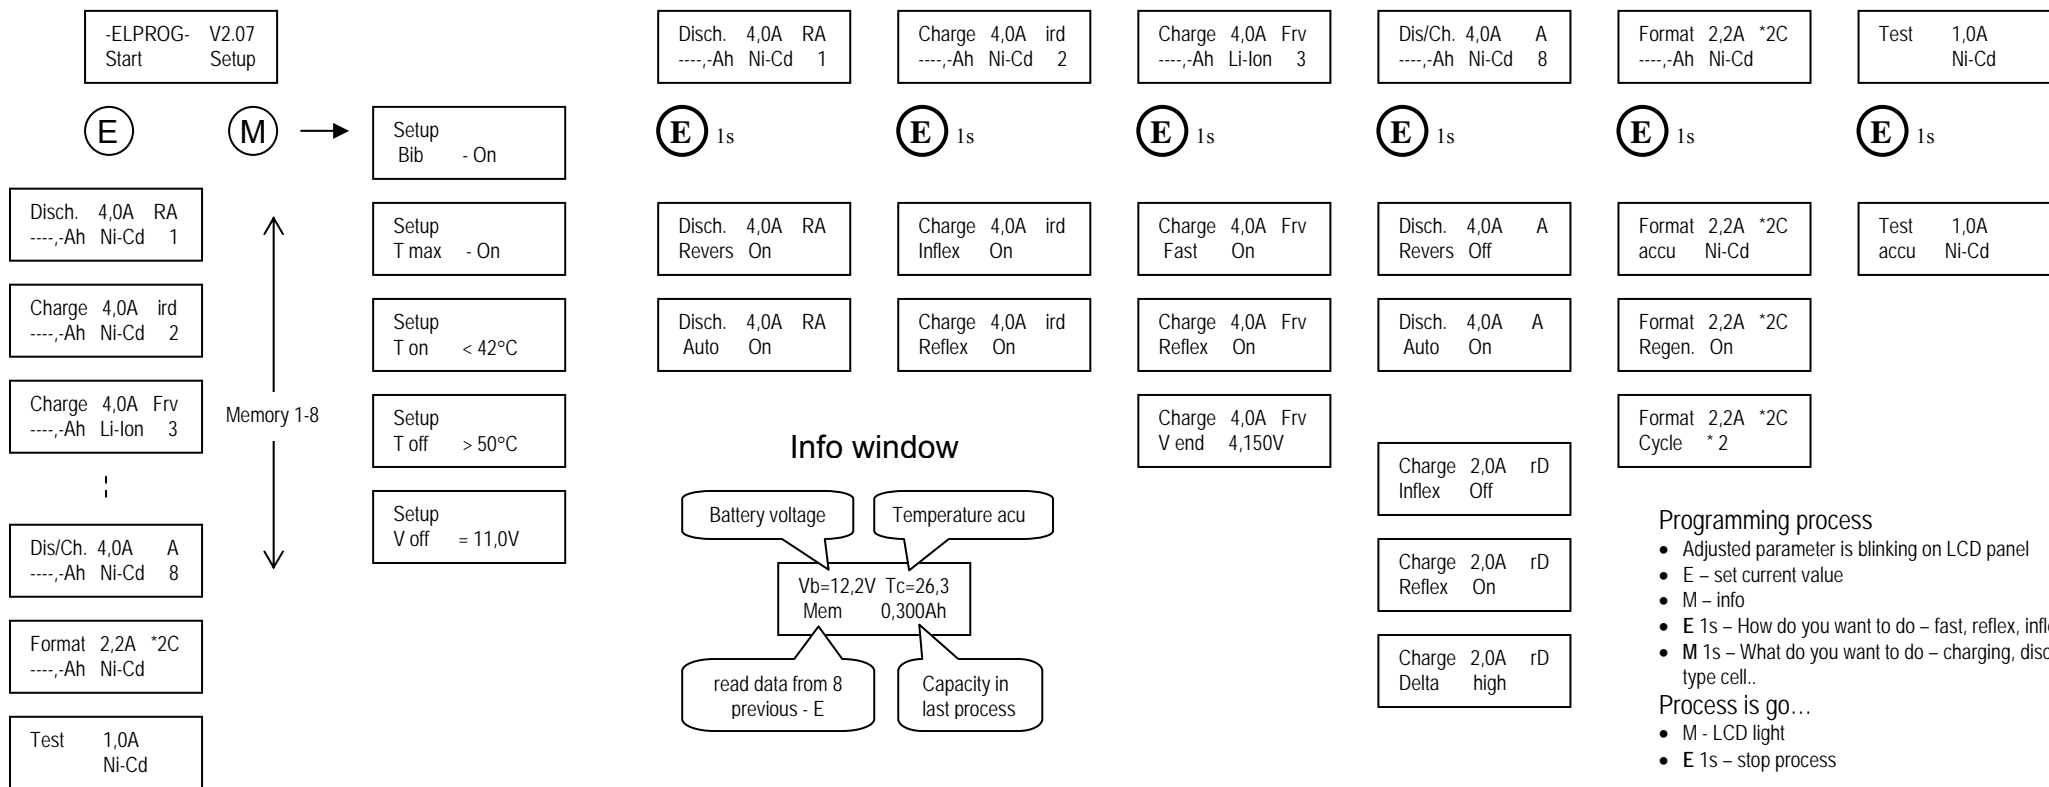 -ELPROG- V2.07
Start Setup
E
M
Disch. 4,0A RA
----,-Ah Ni-Cd 1
Charge 4,0A ird
----,-Ah Ni-Cd 2
Charge 4,0A Frv
----,-Ah Li-Ion 3
Dis/Ch. 4,0A A
----,-Ah Ni-Cd 8
Format 2,2A *2C
----,-Ah Ni-Cd
Test 1,0A
Ni-Cd
Memory 1-8
Setup
Bib - On
Setup
T max - On
Setup
T on < 42°C
Setup
T off > 50°C
Setup
V off = 11,0V
Disch. 4,0A RA
----,-Ah Ni-Cd 1
E 1s
Disch. 4,0A RA
Revers On
Disch. 4,0A RA
Auto On
Charge 4,0A ird
----,-Ah Ni-Cd 2
E 1s
Charge 4,0A ird
Inflex On
Charge 4,0A ird
Reflex On
Charge 4,0A Frv
----,-Ah Li-Ion 3
E 1s
Charge 4,0A Frv
Fast On
Charge 4,0A Frv
Reflex On
Charge 4,0A Frv
V end 4,150V
Dis/Ch. 4,0A A
----,-Ah Ni-Cd 8
E 1s
Disch. 4,0A A
Revers Off
Disch. 4,0A A
Auto On
Charge 2,0A rD
Inflex Off
Charge 2,0A rD
Reflex On
Charge 2,0A rD
Delta high
Format 2,2A *2C
----,-Ah Ni-Cd
E 1s
Format 2,2A *2C
accu Ni-Cd
Format 2,2A *2C
Regen. On
Format 2,2A *2C
Cycle * 2
Test 1,0A
Ni-Cd
E 1s
Test 1,0A
accu Ni-Cd
Info window
Battery voltage
Temperature acu
Vb=12,2V Tc=26,3
Mem 0,300Ah
read data from 8
previous - E
Capacity in
last process
Programming process
• Adjusted parameter is blinking on LCD panel
• E – set current value
• M – info
• E 1s – How do you want to do – fast, reflex,
• M 1s – What do you want to do – charging,
type cell..
Process is go…
• M - LCD light
• E 1s – stop process